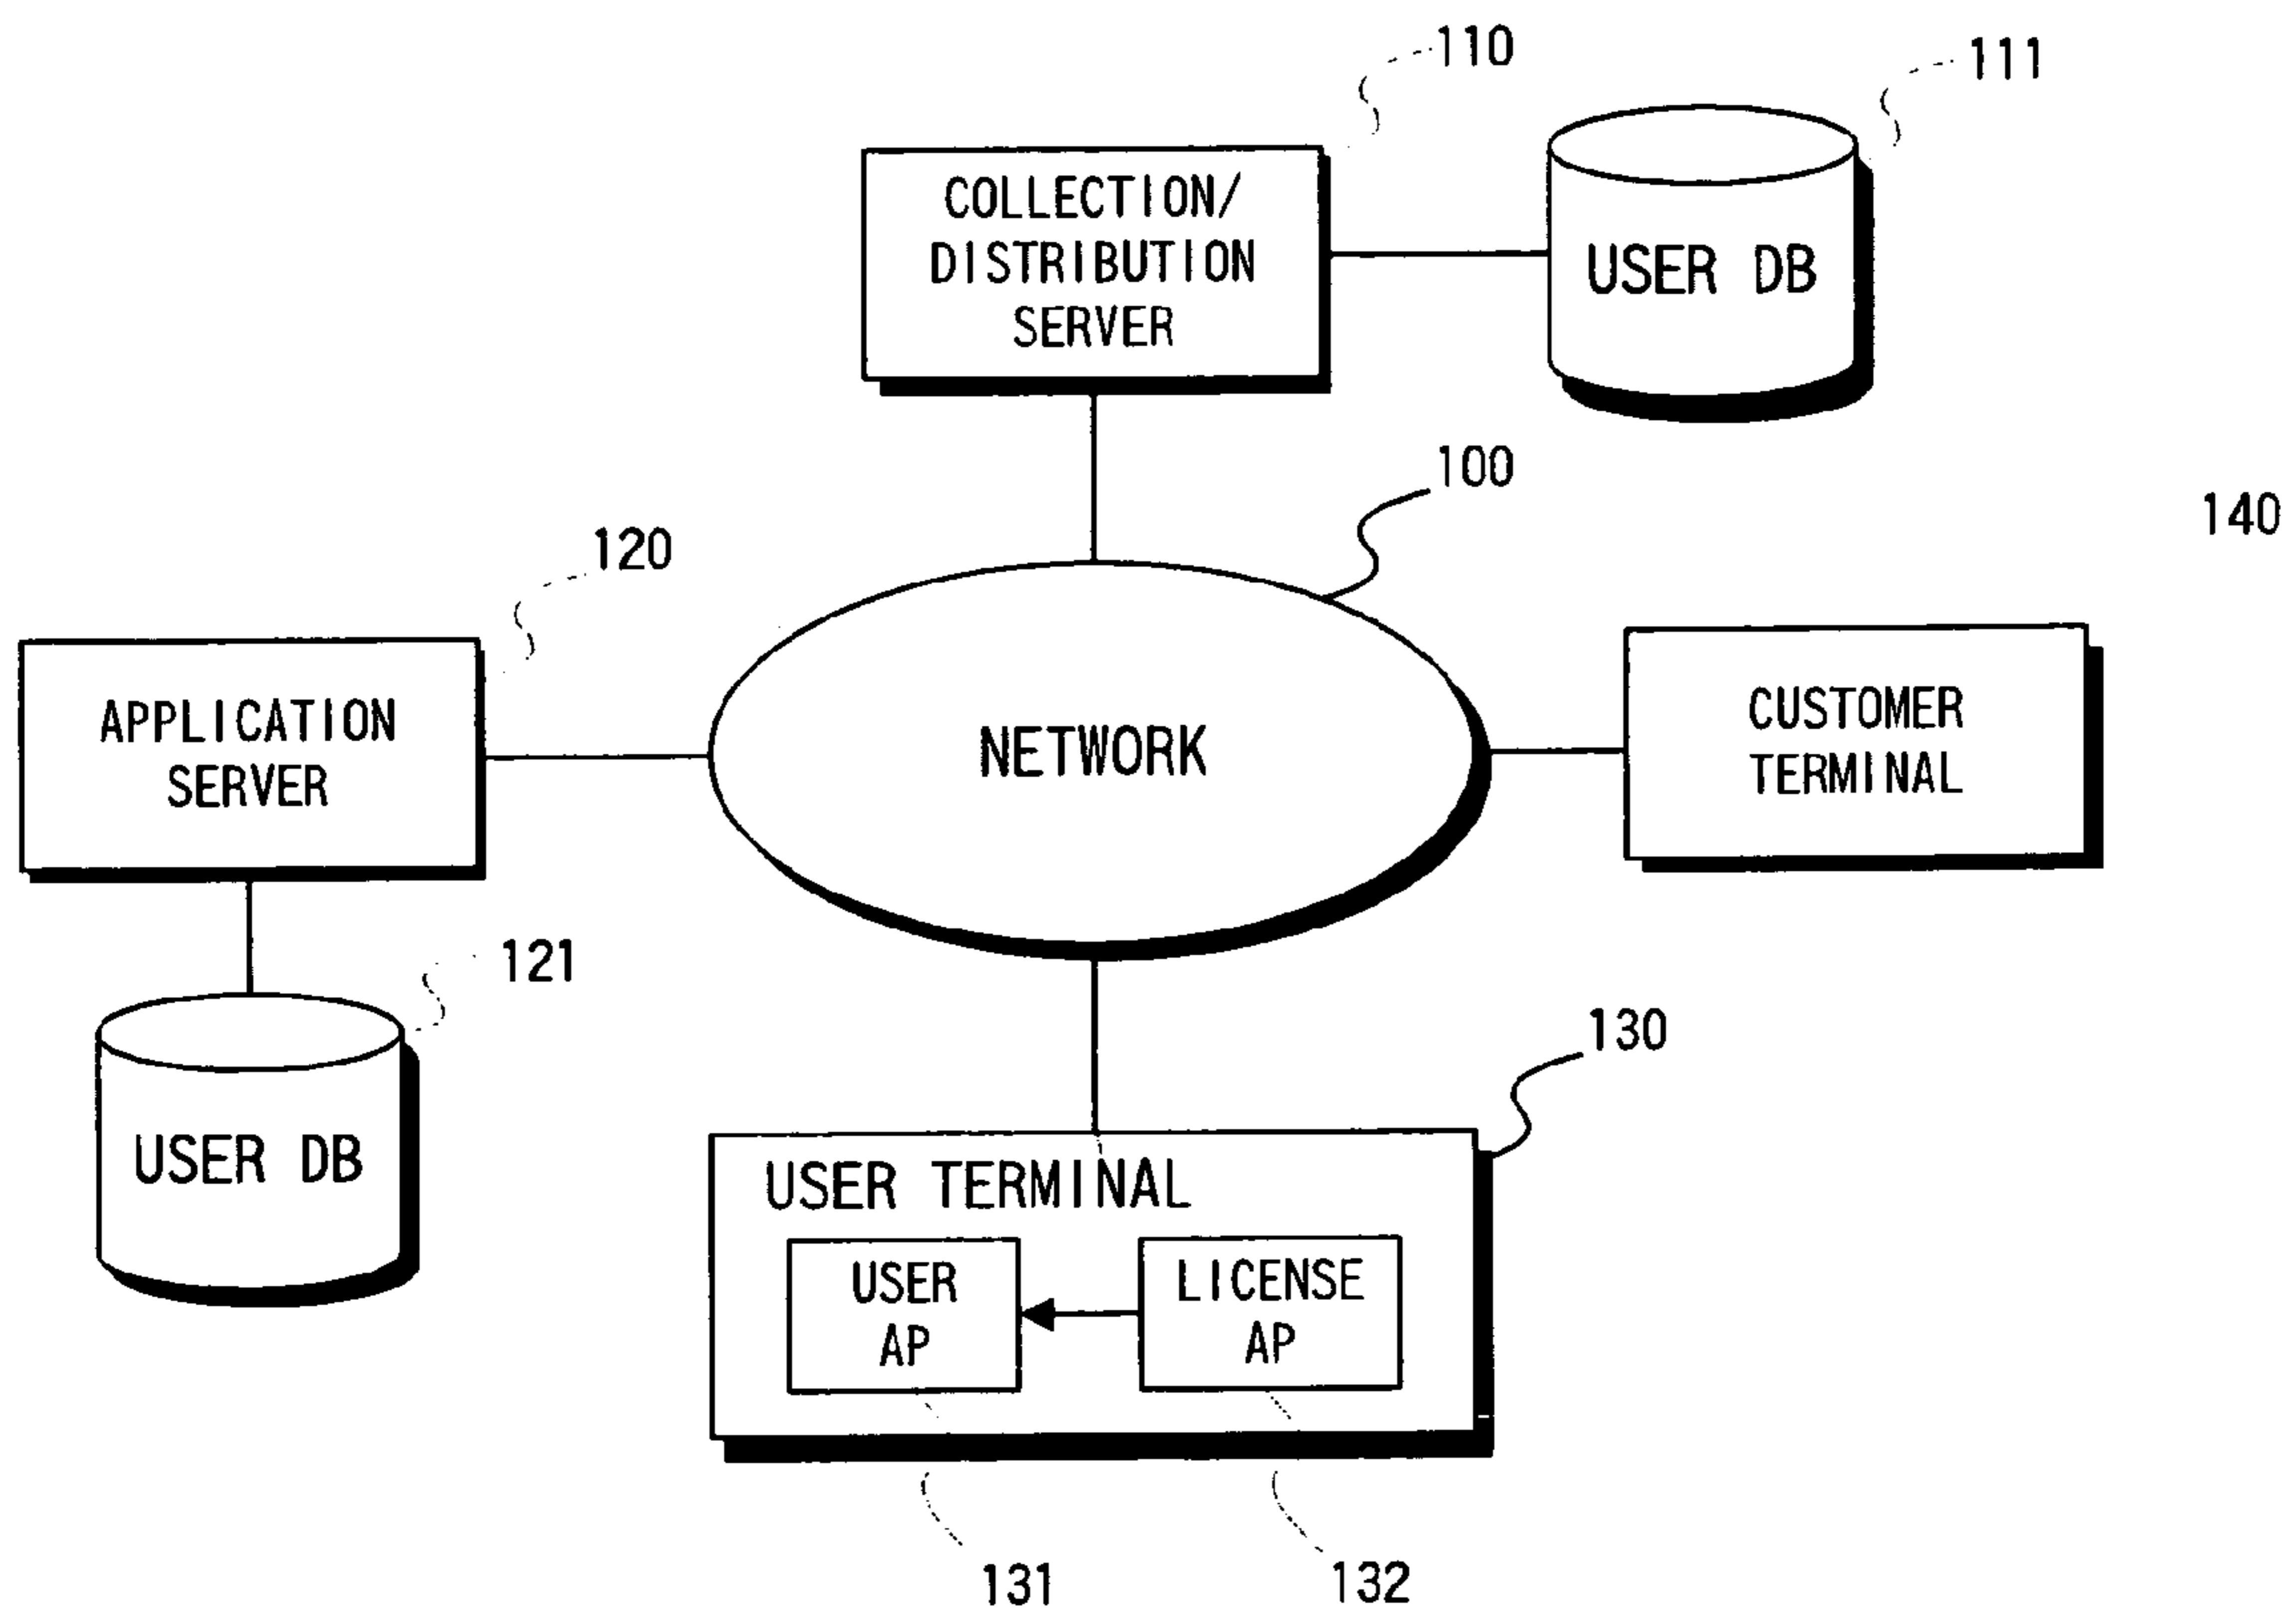 110
111
COLLECTION/
DISTRIBUTION
SERVER
USER DB
100
140
120
APPLICATION
SERVER
NETWORK
CUSTOMER
TERMINAL
121
USER DB
130
USER TERMINAL
USER
AP
LICENSE
AP
131
132